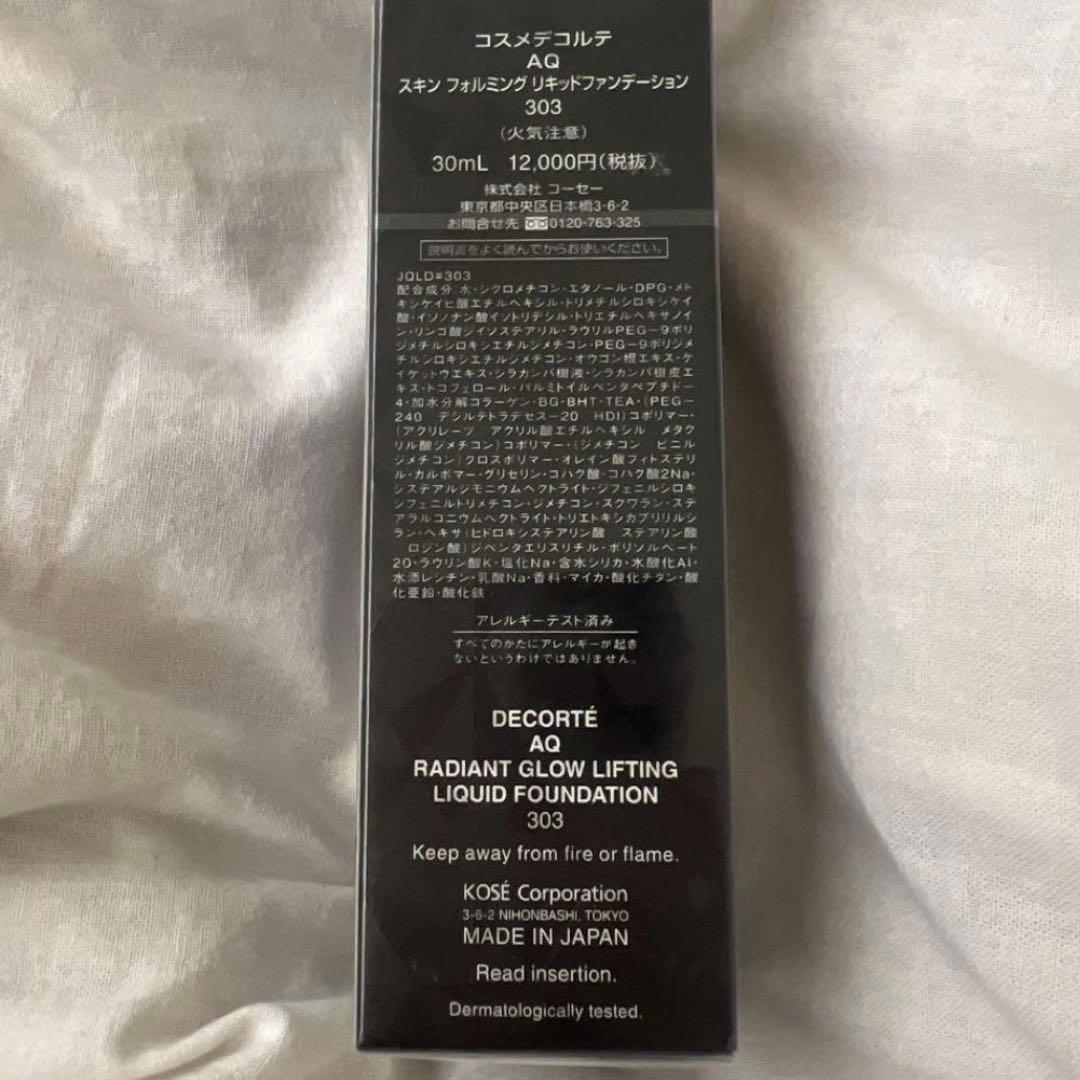 コスメデコルテ
AQ
スキン フォルミング リキッドファンデーション
303
(火気注意)
30mL 12,000円(税抜)
株式会社 コーセー
東京都中央区日本橋3-6-2
お問合せ先 0120-763-325
説明書をよく読んでからお使いください。
JQLD#303
配合成分:水・シクロメチコン・エタノール・DPG・メト
キシケイヒ酸エチルヘキシル・トリメチルシロキシケイ
酸・イソノナン酸イソトリデシル・トリエチルヘキサノイ
ン・リンゴ酸ジイソステアリル・ラウリルPEG-9ポリ
ジメチルシロキシエチルジメチコン・PEG-9ポリジメ
チルシロキシエチルジメチコン・オウゴン根エキス・ケ
イケットウエキス・シラカンバ樹液・シラカンバ樹皮エ
キス・トコフェロール・パルミトイルペンタペプチド-
4・加水分解コラーゲン・BG・BHT・TEA・(PEG-
240 デシルテトラデセス-20 HDI)コポリマー・
(アクリレーツ アクリル酸エチルヘキシル メタク
リル酸ジメチコン)コポリマー・(ジメチコン ビニル
ジメチコン)クロスポリマー・オレイン酸フィトステリ
ル・カルボマー・グリセリン・コハク酸・コハク酸2Na・
ジステアルジモニウムヘクトライト・ジフェニルシロキ
シフェニルトリメチコン・ジメチコン・スクワラン・ステ
アラルコニウムヘクトライト・トリエトキシカプリリルシ
ラン・ヘキサ(ヒドロキシステアリン酸 ステアリン酸
ロジン酸)ジペンタエリスリチル・ポリソルベート
20・ラウリン酸K・塩化Na・含水シリカ・水酸化Al・
水添レシチン・乳酸Na・香料・マイカ・酸化チタン・酸
化亜鉛・酸化鉄
アレルギーテスト済み
すべてのかたにアレルギーが起き
ないというわけではありません。
DECORTÉ
AQ
RADIANT GLOW LIFTING
LIQUID FOUNDATION
303
Keep away from fire or flame.
KOSÉ Corporation
3-6-2 NIHONBASHI, TOKYO
MADE IN JAPAN
Read insertion.
Dermatologically tested.